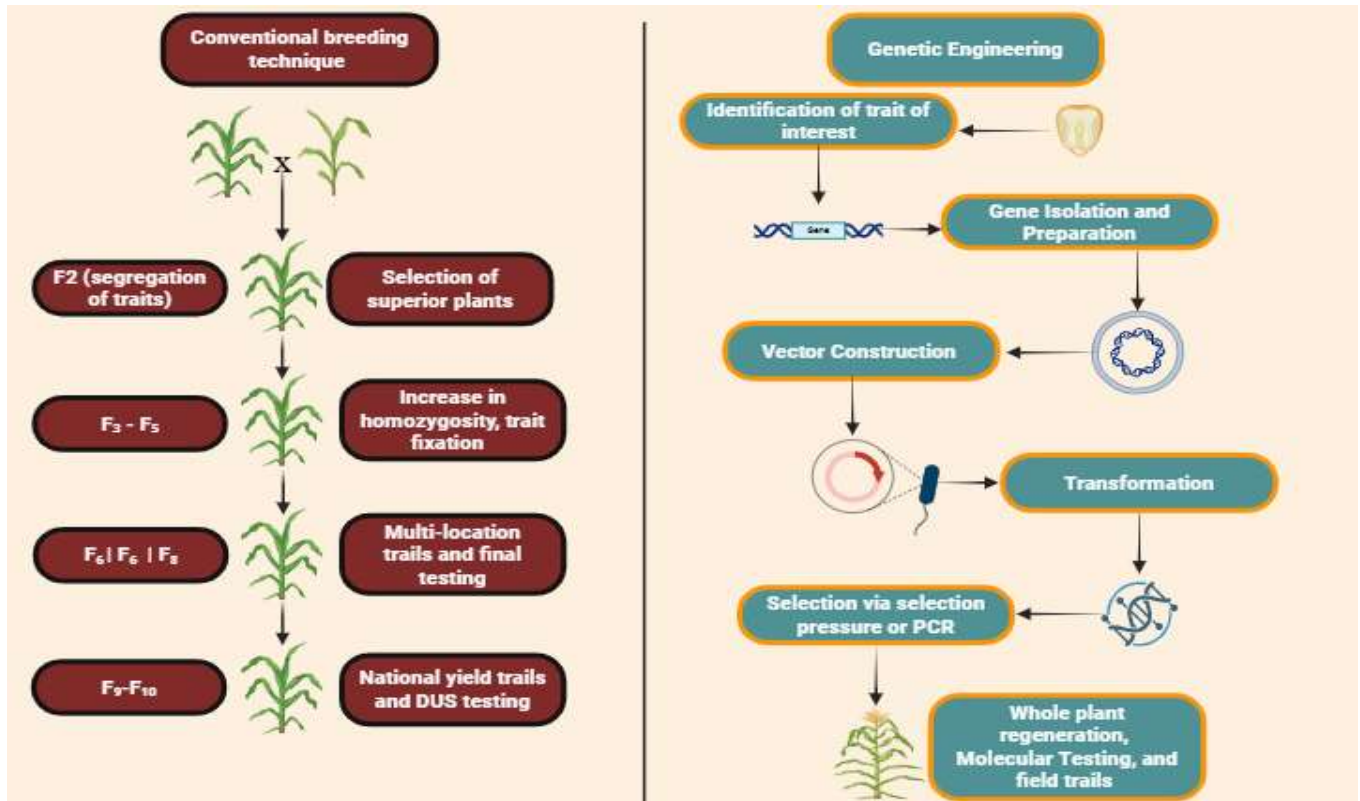 Conventional breeding
technique
X
F2 (segregation
of traits)
Selection of
superior plants
F₃ - F₅
Increase in
homozygosity, trait
fixation
F₆| F₆ | F₈
Multi-location
trails and final
testing
F₉-F₁₀
National yield trails
and DUS testing
Genetic Engineering
Identification of trait of
interest
Gene
Gene Isolation and
Preparation
Vector Construction
Transformation
Selection via selection
pressure or PCR
Whole plant
regeneration,
Molecular Testing, and
field trails